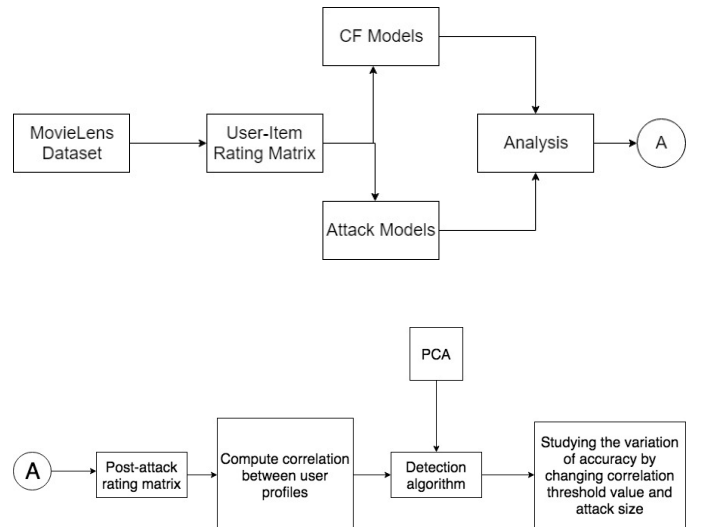 CF Models
MovieLens
Dataset
User-Item
Rating Matrix
Analysis
A
Attack Models
PCA
A
Post-attack
rating matrix
Compute correlation
between user
profiles
Detection
algorithm
Studying the variation
of accuracy by
changing correlation
threshold value and
attack size